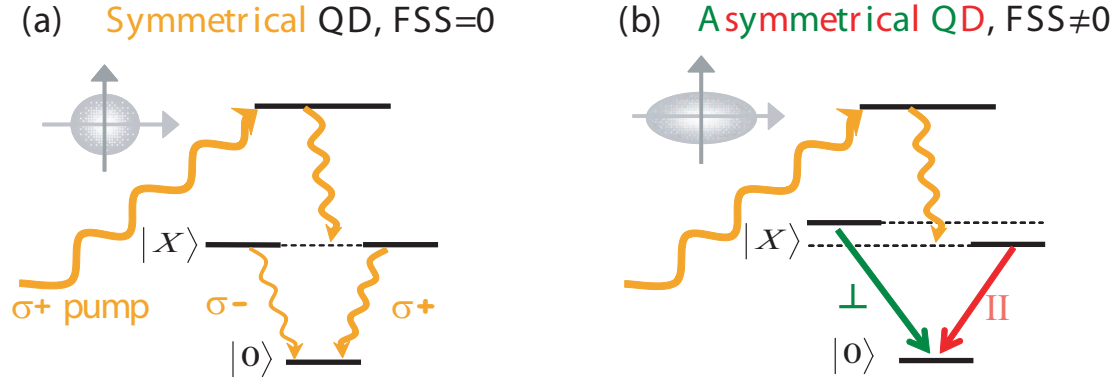 (a) Symmetrical QD, FSS=0
|X⟩
σ+ pump
σ-
σ+
|0⟩
(b) Asymmetrical QD, FSS≠0
|X⟩
⊥
II
|0⟩